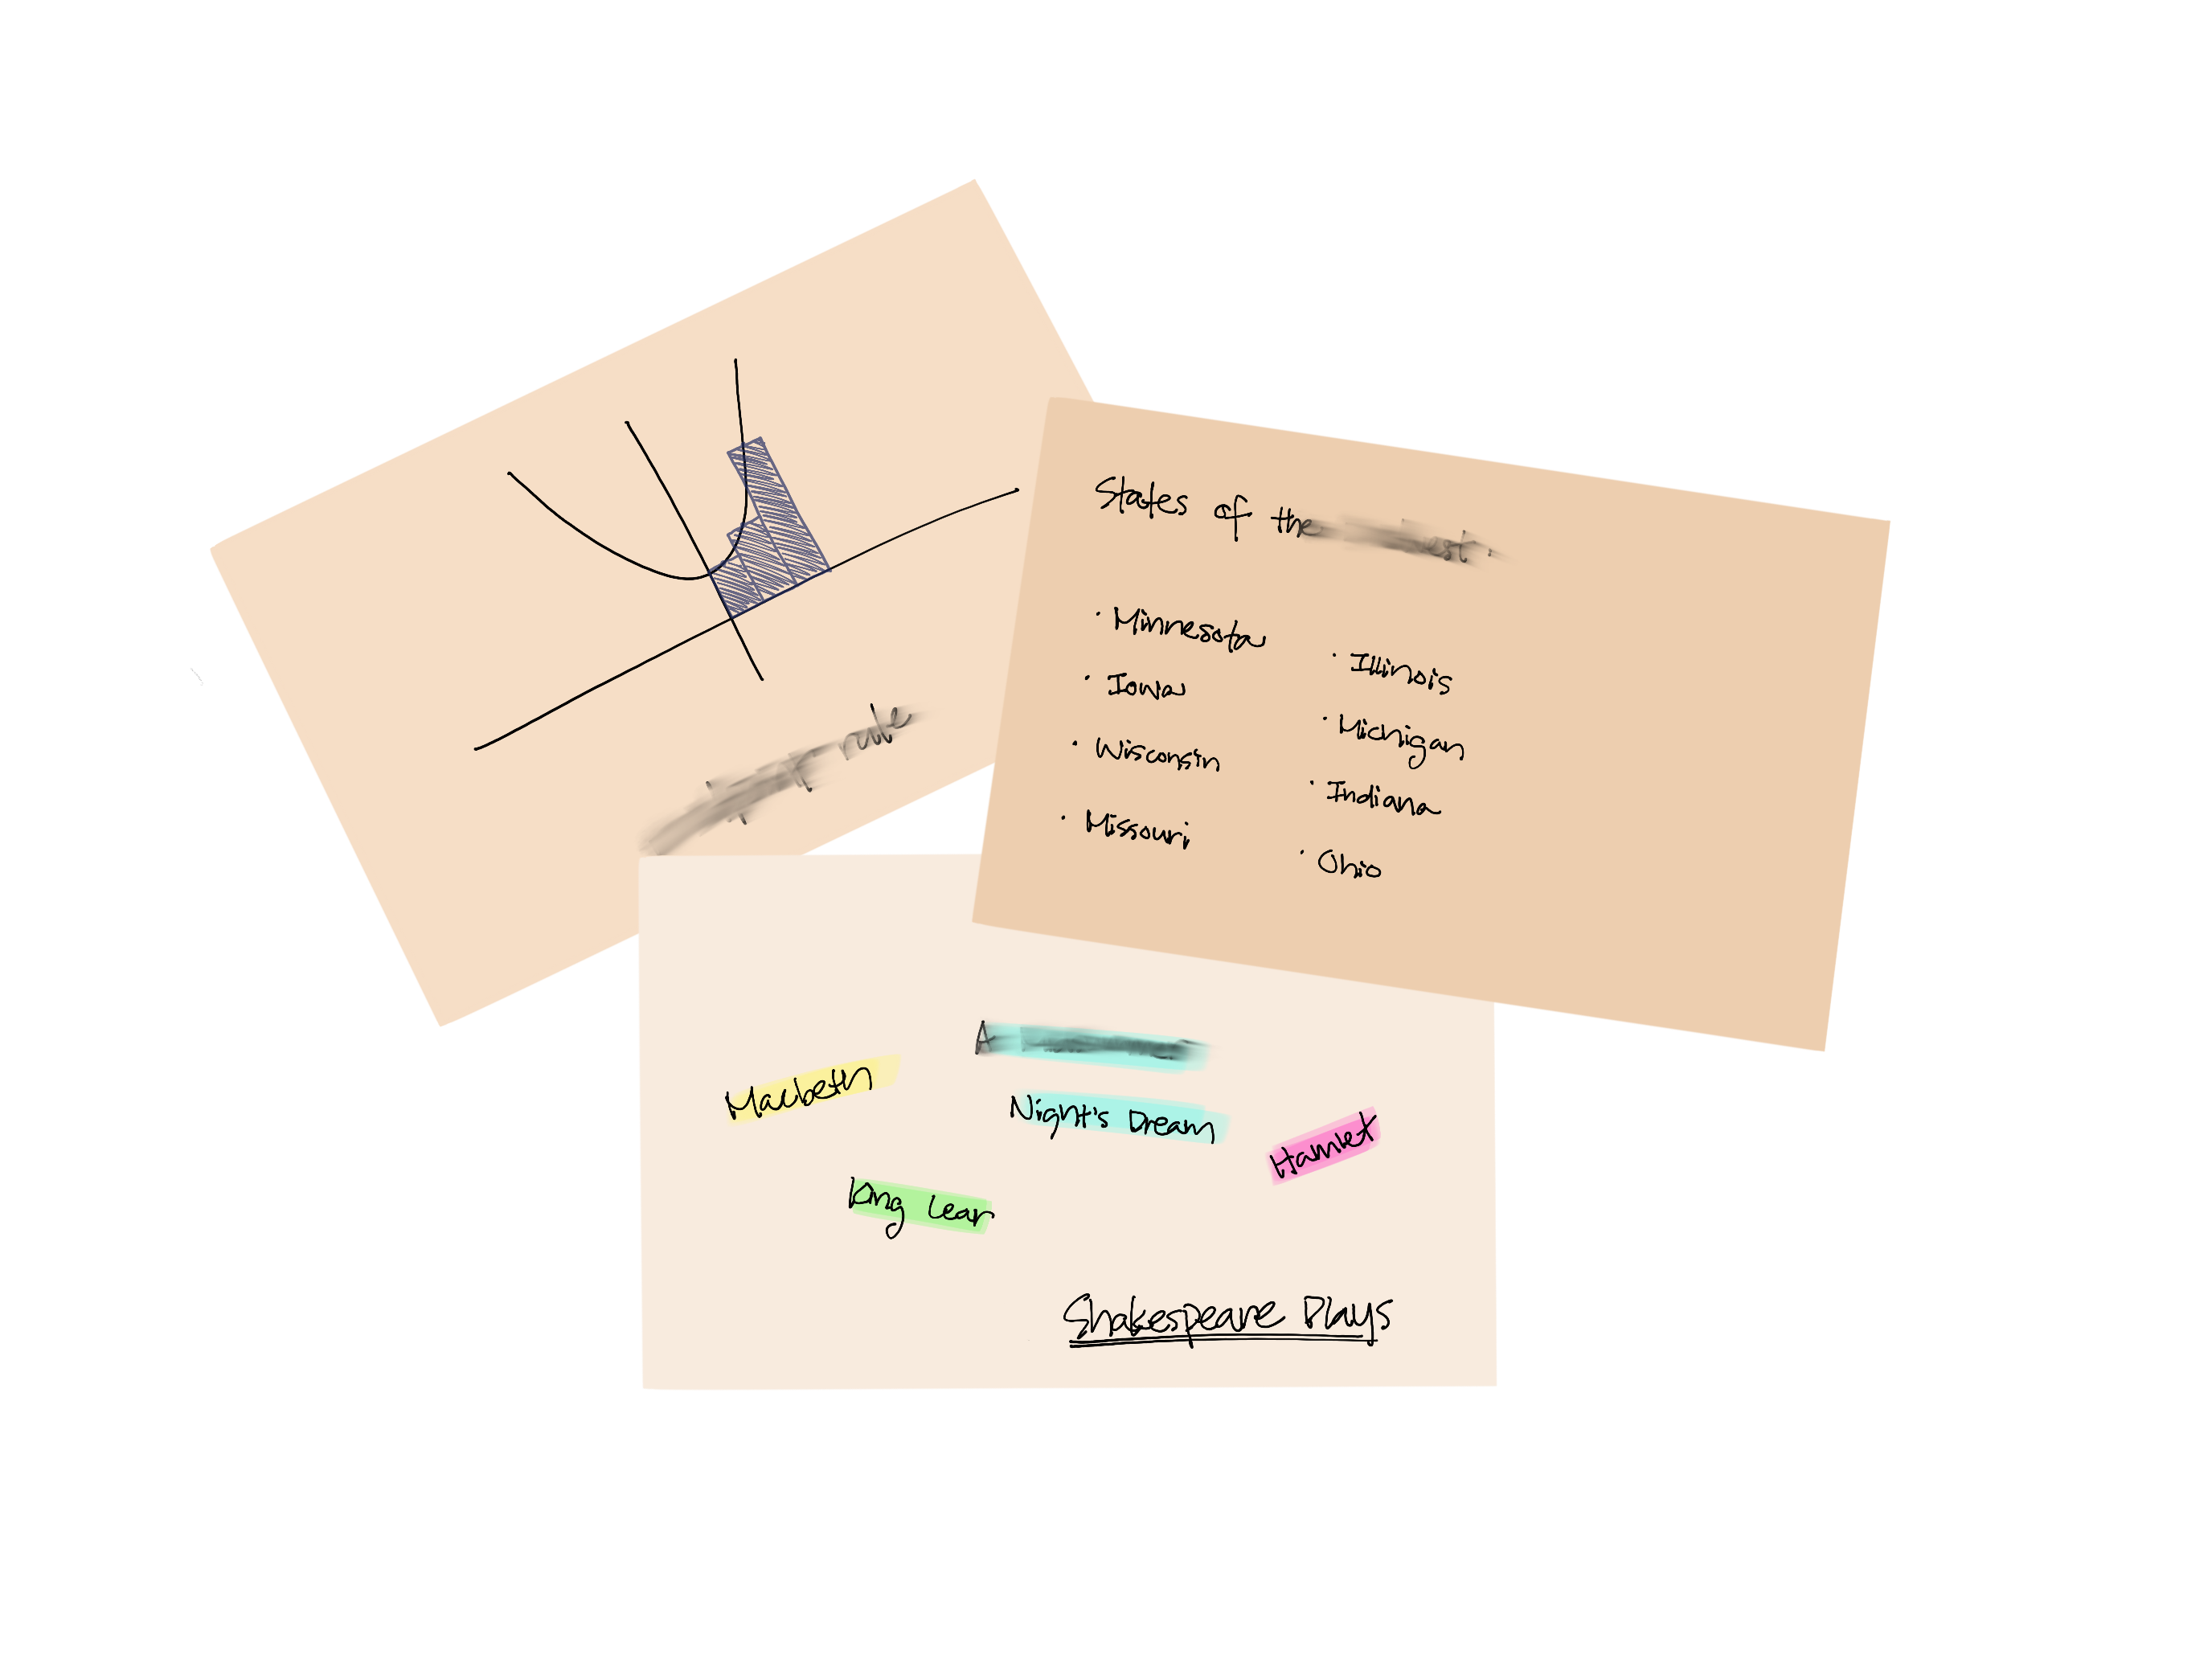 rule
States of the
· Minnesota
· Iowa
· Wisconsin
· Missouri
· Illinois
· Michigan
· Indiana
· Ohio
A
Night's Dream
Macbeth
Hamlet
King Lear
Shakespeare Plays